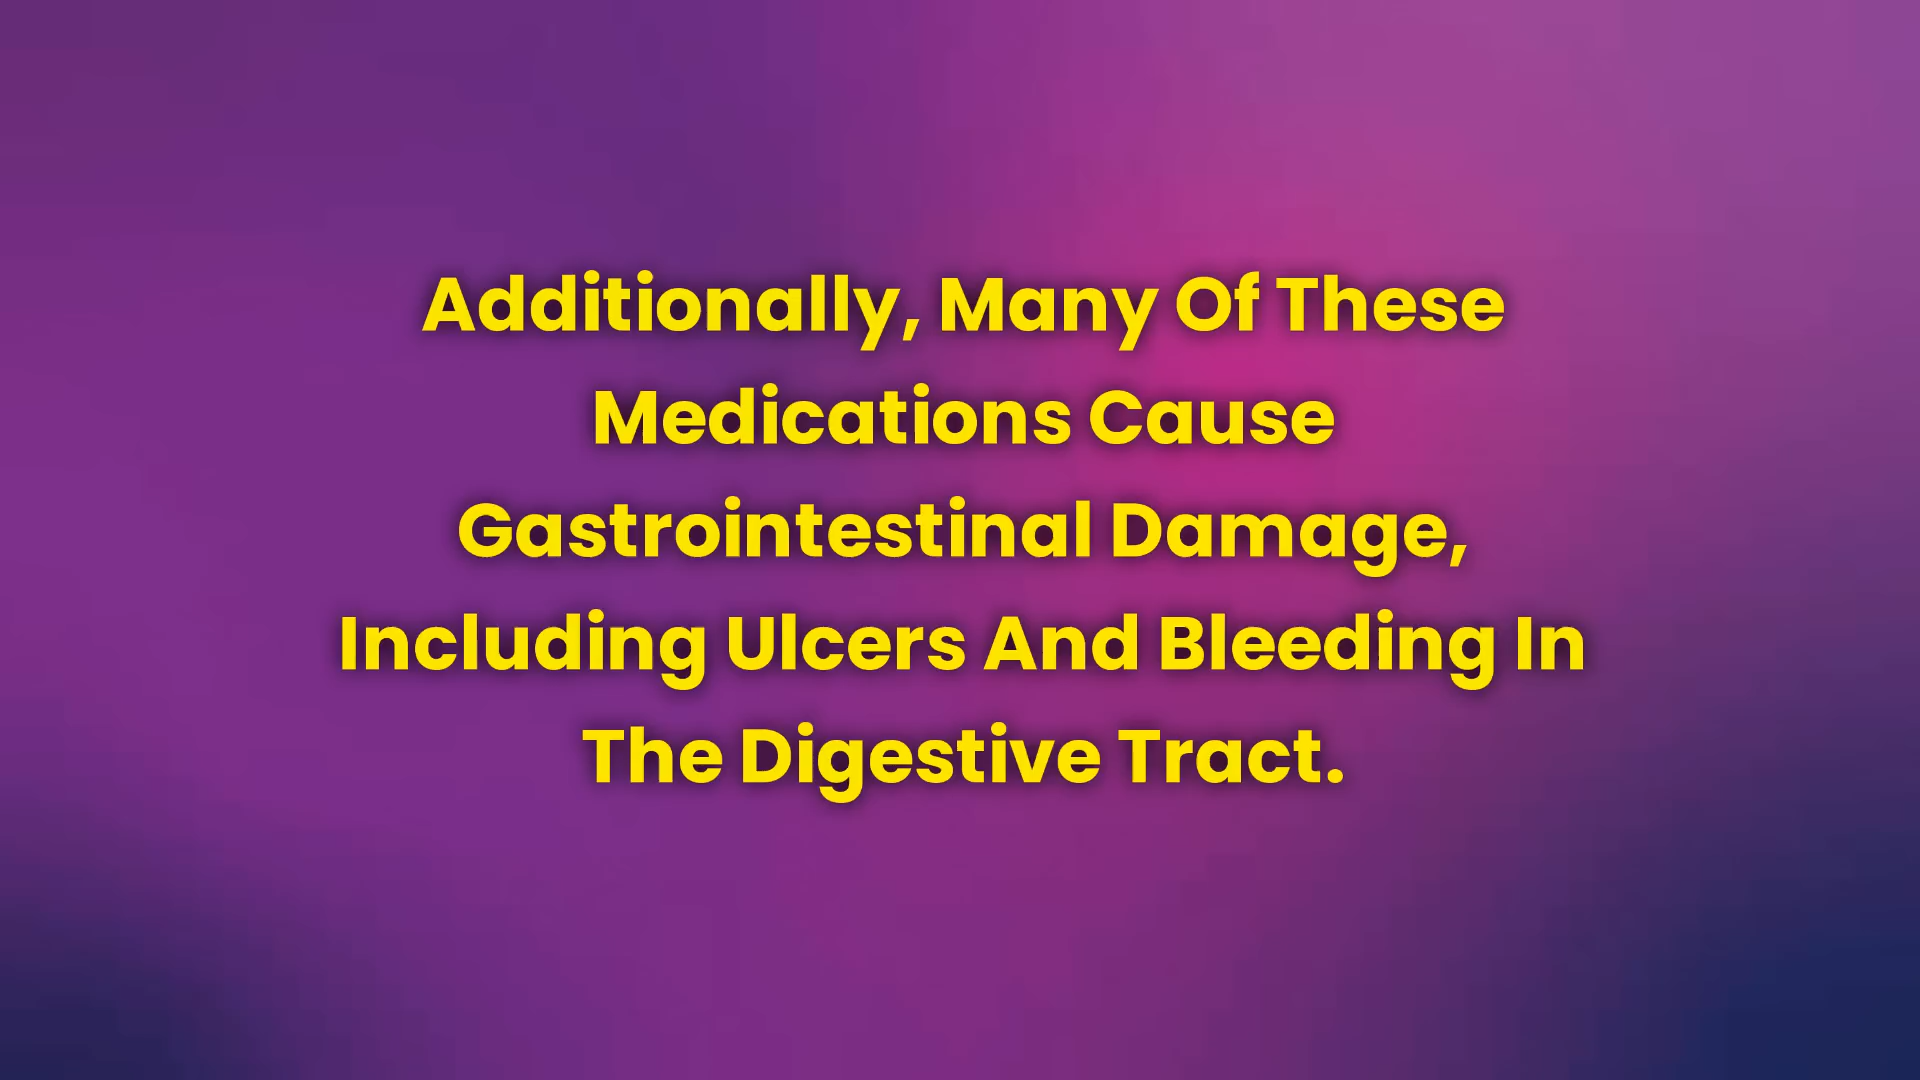 Additionally, Many Of These
Medications Cause
Gastrointestinal Damage,
Including Ulcers And Bleeding In
The Digestive Tract.